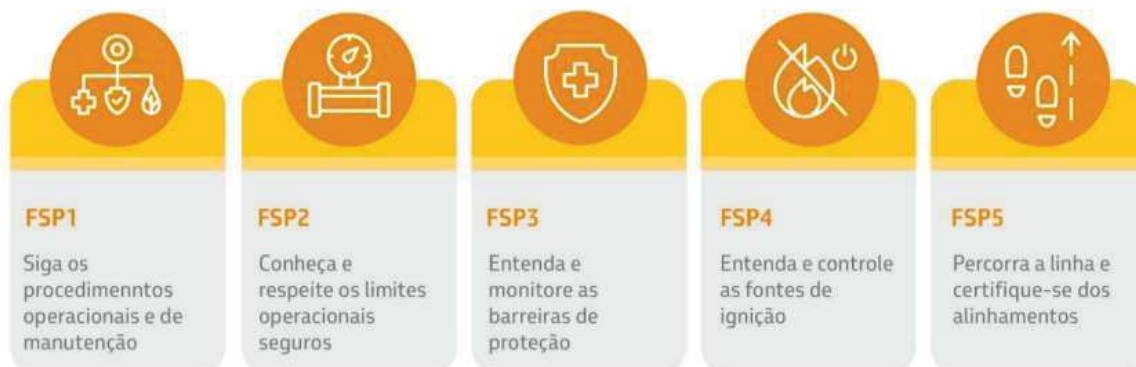 FSP1
Siga os
procedimenntos
operacionais e de
manutenção
FSP2
Conheça e
respeite os limites
operacionais
seguros
FSP3
Entenda e
monitore as
barreiras de
proteção
FSP4
Entenda e controle
as fontes de
ignição
FSP5
Percorra a linha e
certifique-se dos
alinhamentos